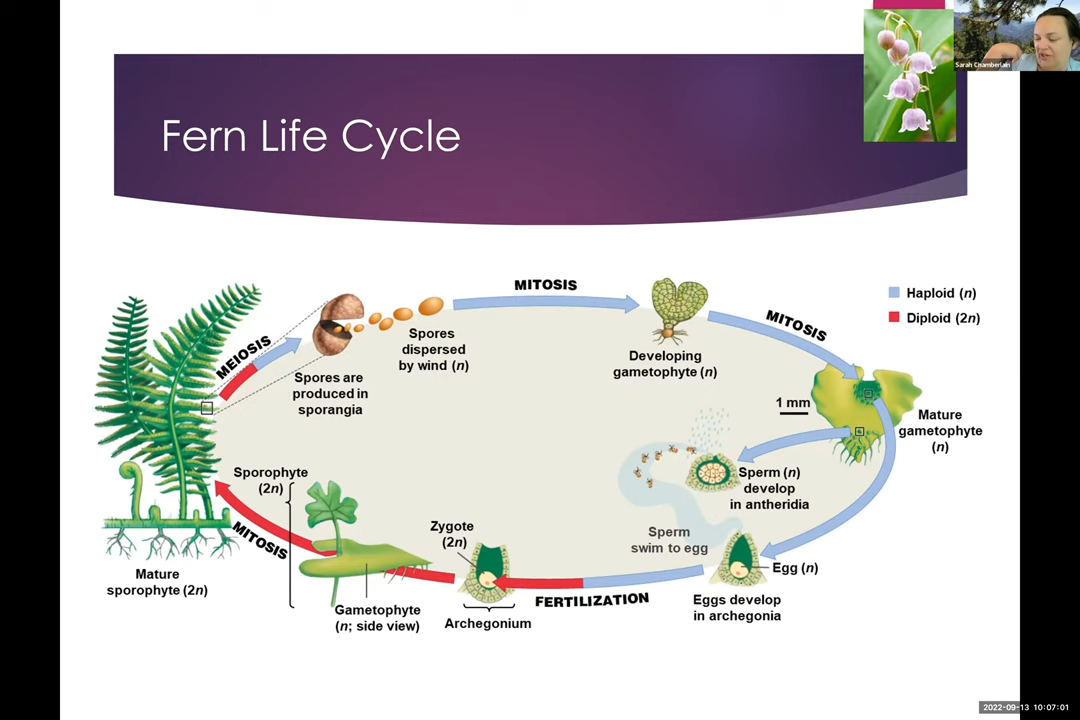 Sarah Chamberlain
Fern Life Cycle
MITOSIS
Haploid (n)
Diploid (2n)
MITOSIS
MEIOSIS
Spores
dispersed
by wind (n)
Spores are
produced in
sporangia
Developing
gametophyte (n)
1 mm
Mature
gametophyte
(n)
Sperm (n)
develop
in antheridia
Sporophyte
(2n)
MITOSIS
Zygote
(2n)
Sperm
swim to egg
Egg (n)
Mature
sporophyte (2n)
FERTILIZATION
Eggs develop
in archegonia
Gametophyte
(n; side view)
Archegonium
2022-09-13 10:07:01